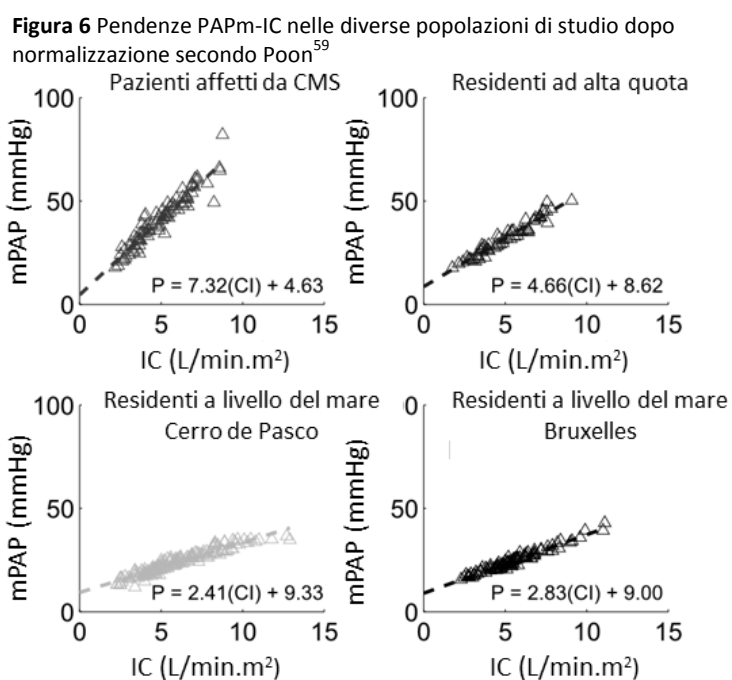 Figura 6 Pendenze PAPm-IC nelle diverse popolazioni di studio dopo
normalizzazione secondo Poon59
Pazienti affetti da CMS
100
50
0
mPAP (mmHg)
P = 7.32(CI) + 4.63
0 5 10 15
IC (L/min.m²)
Residenti ad alta quota
100
50
0
mPAP (mmHg)
P = 4.66(CI) + 8.62
0 5 10 15
IC (L/min.m²)
Residenti a livello del mare
Cerro de Pasco
100
50
0
mPAP (mmHg)
P = 2.41(CI) + 9.33
0 5 10 15
IC (L/min.m²)
Residenti a livello del mare
Bruxelles
0
50
0
mPAP (mmHg)
P = 2.83(CI) + 9.00
0 5 10 15
IC (L/min.m²)